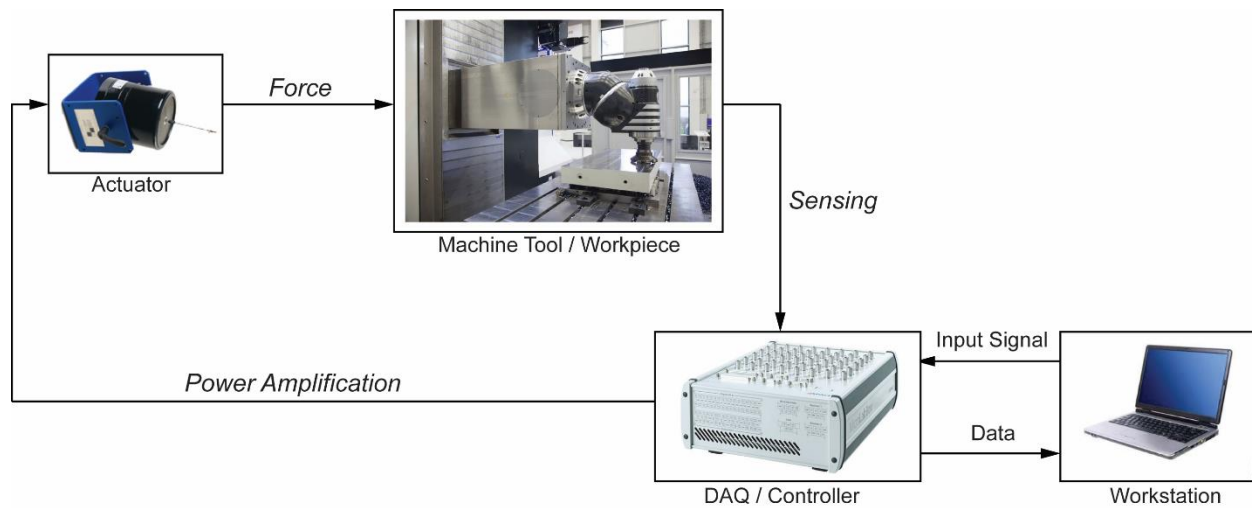 Force
Actuator
Machine Tool / Workpiece
Sensing
Input Signal
Power Amplification
Data
DAQ / Controller
Workstation